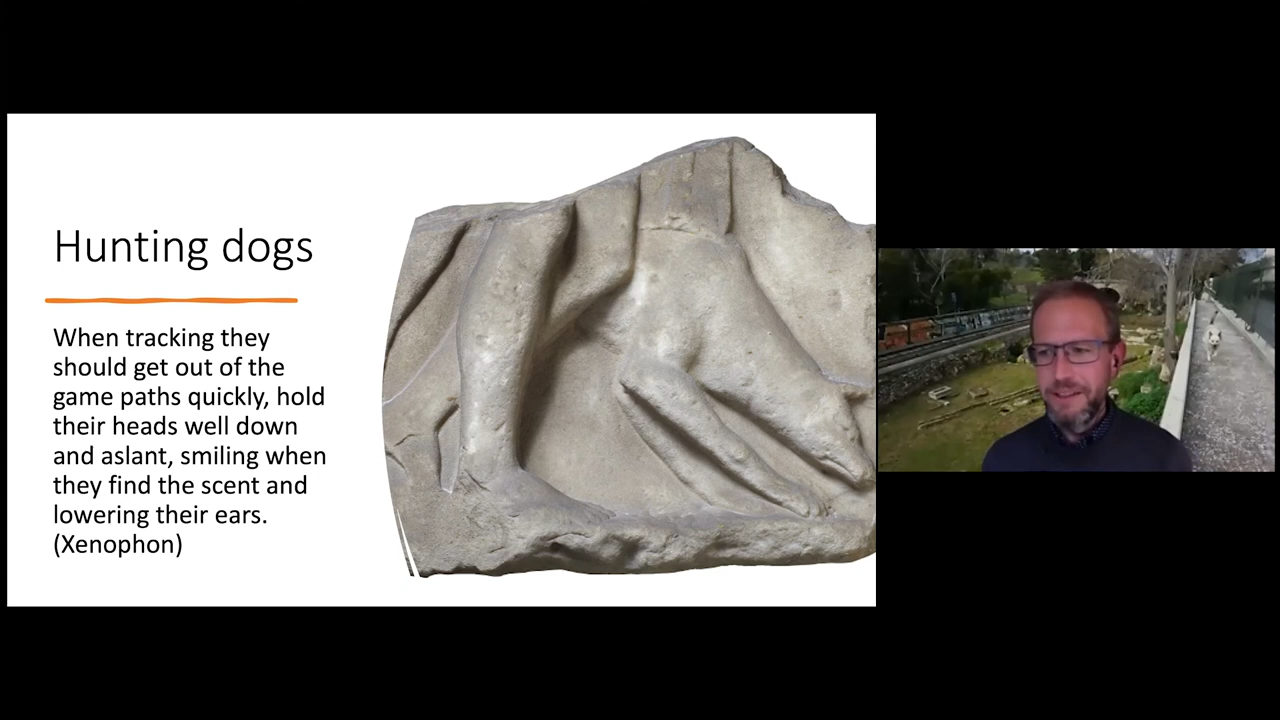 Hunting dogs
When tracking they
should get out of the
game paths quickly, hold
their heads well down
and aslant, smiling when
they find the scent and
lowering their ears.
(Xenophon)